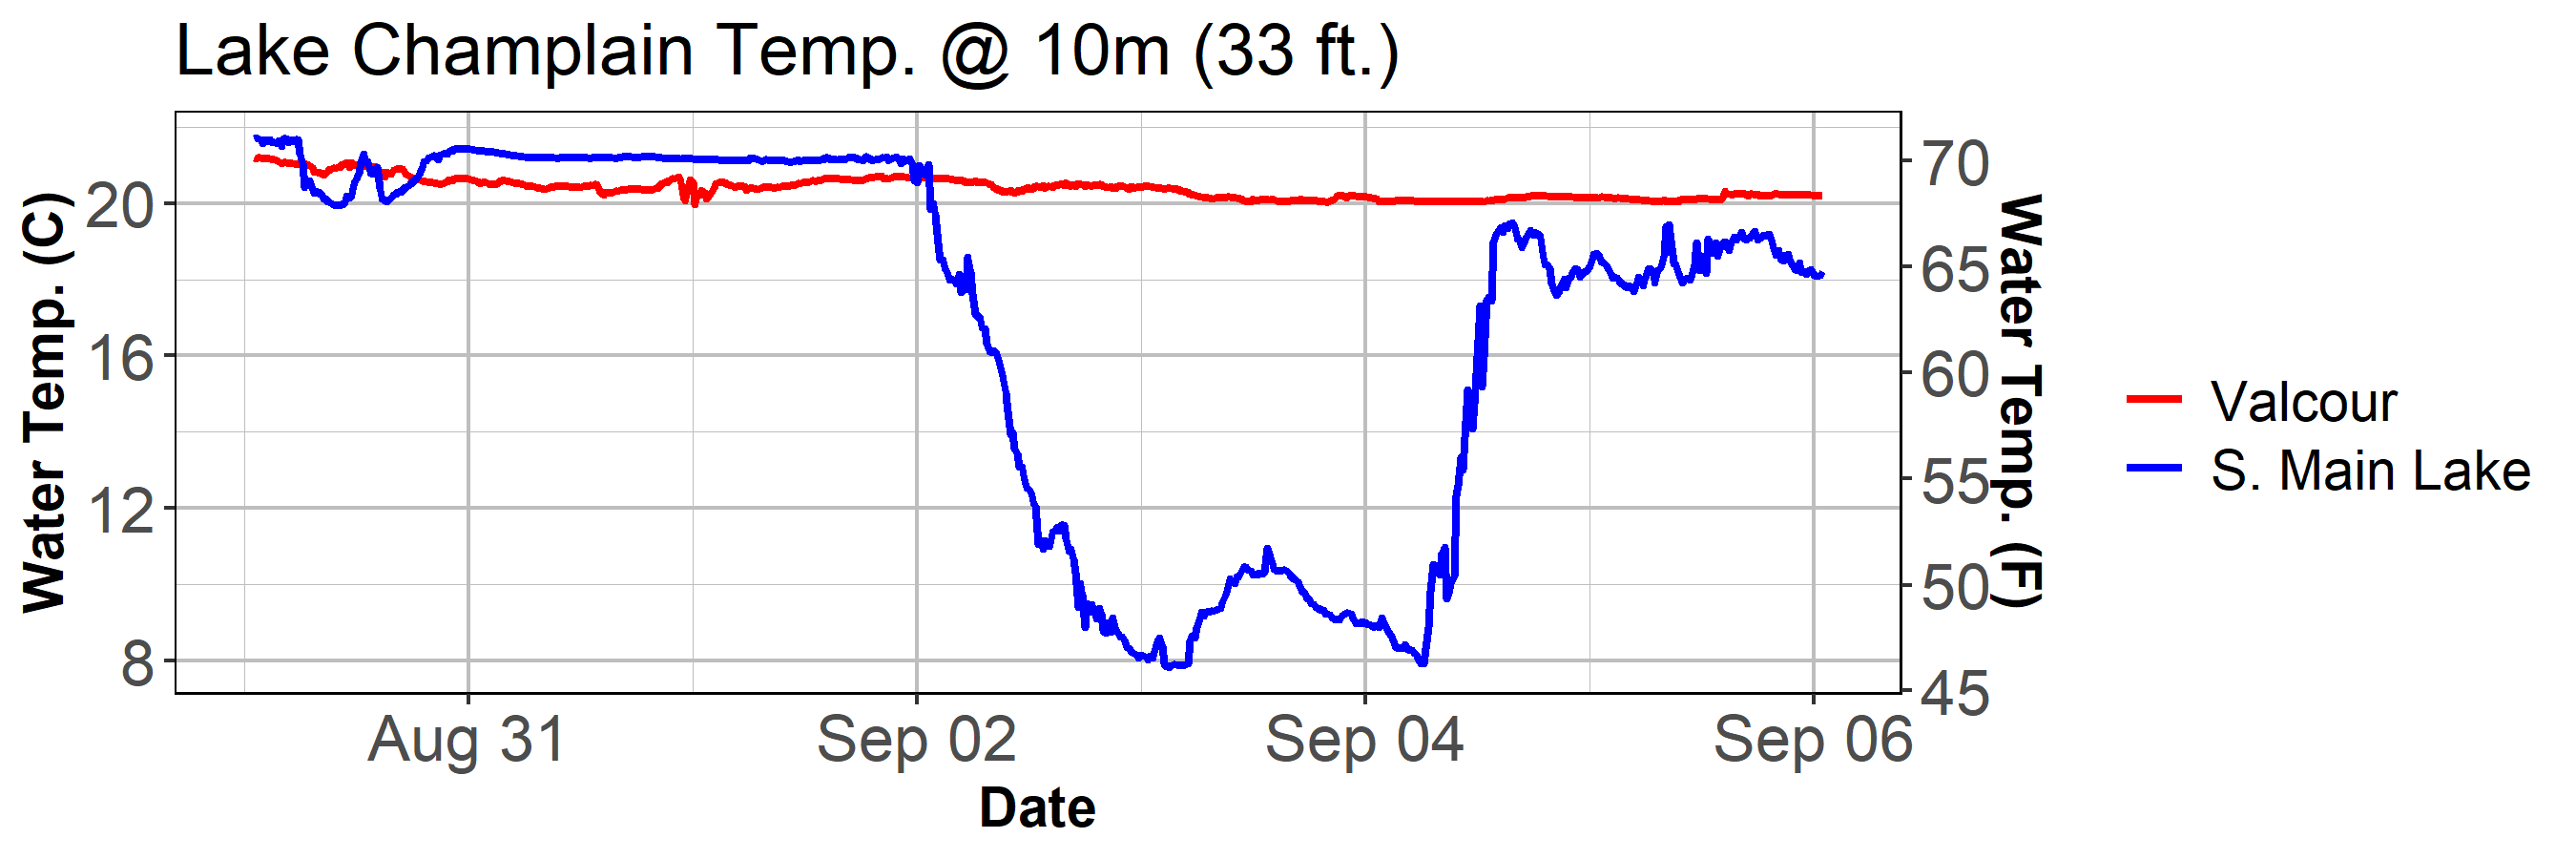 Lake Champlain Temp. @ 10m (33 ft.)
Water Temp. (C)
20
16
12
8
70
65
60
55
50
45
Water Temp. (F)
Aug 31
Sep 02
Sep 04
Sep 06
Date
Valcour
S. Main Lake